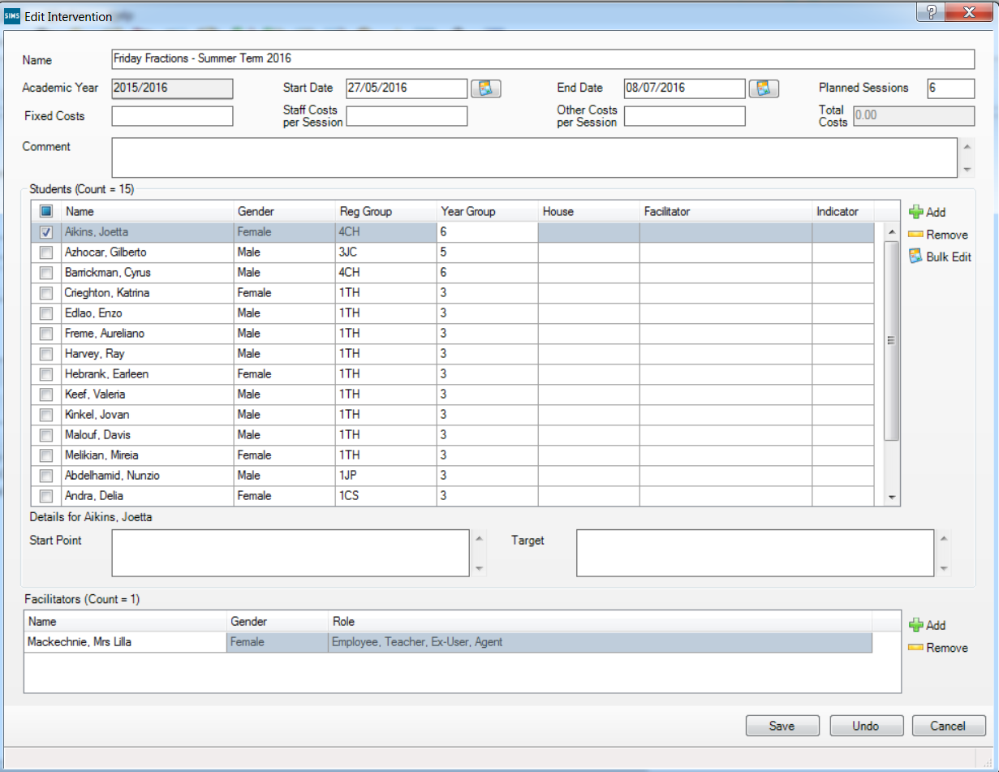 SIMS Edit Intervention
Name Friday Fractions - Summer Term 2016
Academic Year 2015/2016 Start Date 27/05/2016 End Date 08/07/2016 Planned Sessions 6
Fixed Costs Staff Costs per Session Other Costs per Session Total Costs 0.00
Comment
Students (Count = 15)
Name Gender Reg Group Year Group House Facilitator Indicator Add
Aikins, Joetta Female 4CH 6 Remove
Azhocar, Gilberto Male 3JC 5 Bulk Edit
Barrickman, Cyrus Male 4CH 6
Crieghton, Katrina Female 1TH 3
Edlao, Enzo Male 1TH 3
Freme, Aureliano Male 1TH 3
Harvey, Ray Male 1TH 3
Hebrank, Earleen Female 1TH 3
Keef, Valeria Male 1TH 3
Kinkel, Jovan Male 1TH 3
Malouf, Davis Male 1TH 3
Melikian, Mireia Female 1TH 3
Abdelhamid, Nunzio Male 1JP 3
Andra, Delia Female 1CS 3
Details for Aikins, Joetta
Start Point Target
Facilitators (Count = 1)
Name Gender Role Add
Mackechnie, Mrs Lilla Female Employee, Teacher, Ex-User, Agent Remove
Save Undo Cancel